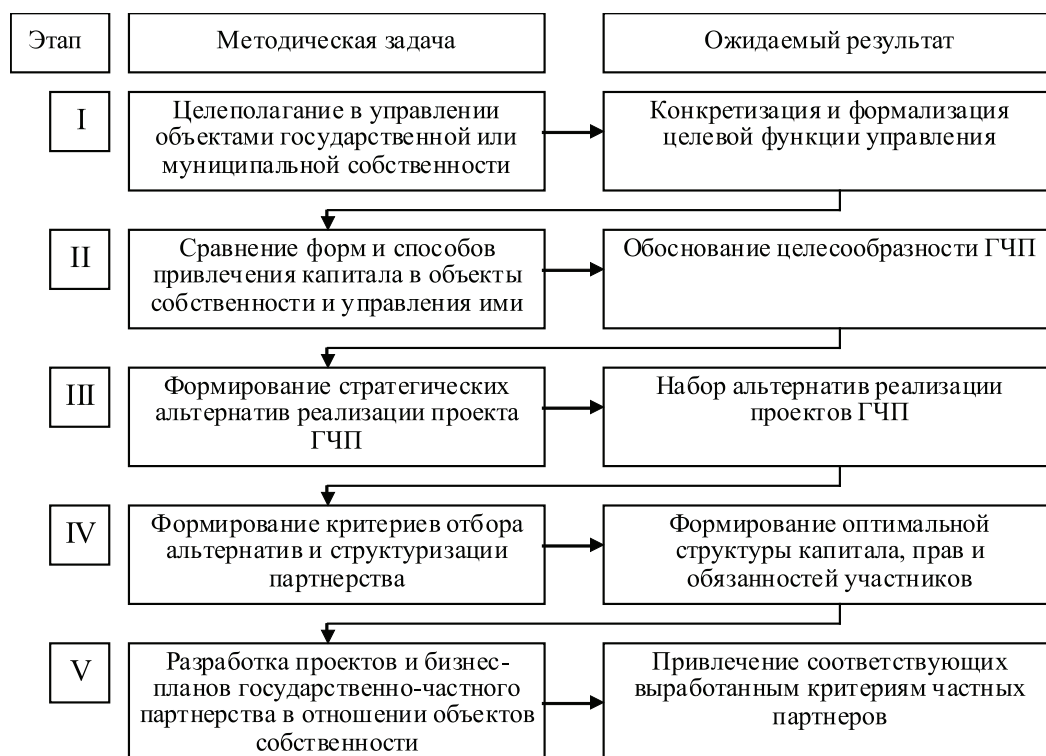 Этап
Методическая задача
Ожидаемый результат
I
Целеполагание в управлении
объектами государственной или
муниципальной собственности
Конкретизация и формализация
целевой функции управления
II
Сравнение форм и способов
привлечения капитала в объекты
собственности и управления ими
Обоснование целесообразности ГЧП
III
Формирование стратегических
альтернатив реализации проекта
ГЧП
Набор альтернатив реализации
проектов ГЧП
IV
Формирование критериев отбора
альтернатив и структуризации
партнерства
Формирование оптимальной
структуры капитала, прав и
обязанностей участников
V
Разработка проектов и бизнес-
планов государственно-частного
партнерства в отношении объектов
собственности
Привлечение соответствующих
выработанным критериям частных
партнеров